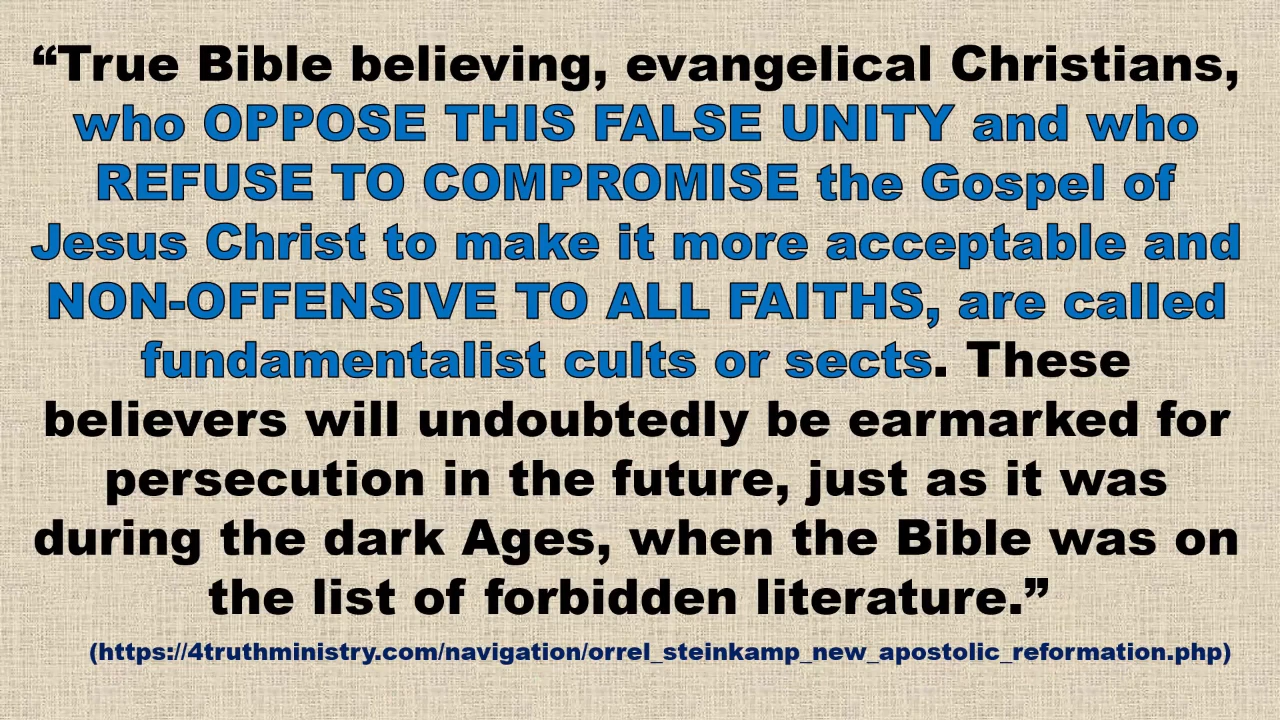 “True Bible believing, evangelical Christians,
who OPPOSE THIS FALSE UNITY and who
REFUSE TO COMPROMISE the Gospel of
Jesus Christ to make it more acceptable and
NON-OFFENSIVE TO ALL FAITHS, are called
fundamentalist cults or sects. These
believers will undoubtedly be earmarked for
persecution in the future, just as it was
during the dark Ages, when the Bible was on
the list of forbidden literature.”
(https://4truthministry.com/navigation/orrel_steinkamp_new_apostolic_reformation.php)